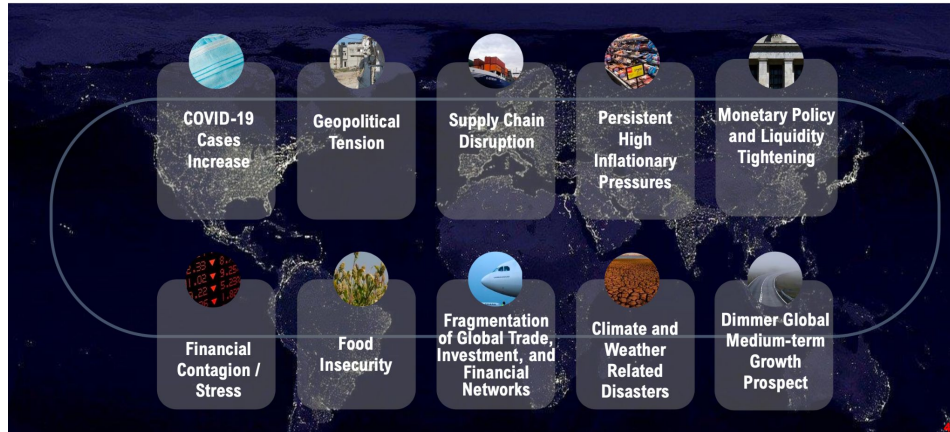 COVID-19
Cases
Increase
Geopolitical
Tension
Supply Chain
Disruption
Persistent
High
Inflationary
Pressures
Monetary Policy
and Liquidity
Tightening
Financial
Contagion /
Stress
Food
Insecurity
Fragmentation
of Global Trade,
Investment, and
Financial
Networks
Climate and
Weather
Related
Disasters
Dimmer Global
Medium-term
Growth
Prospect